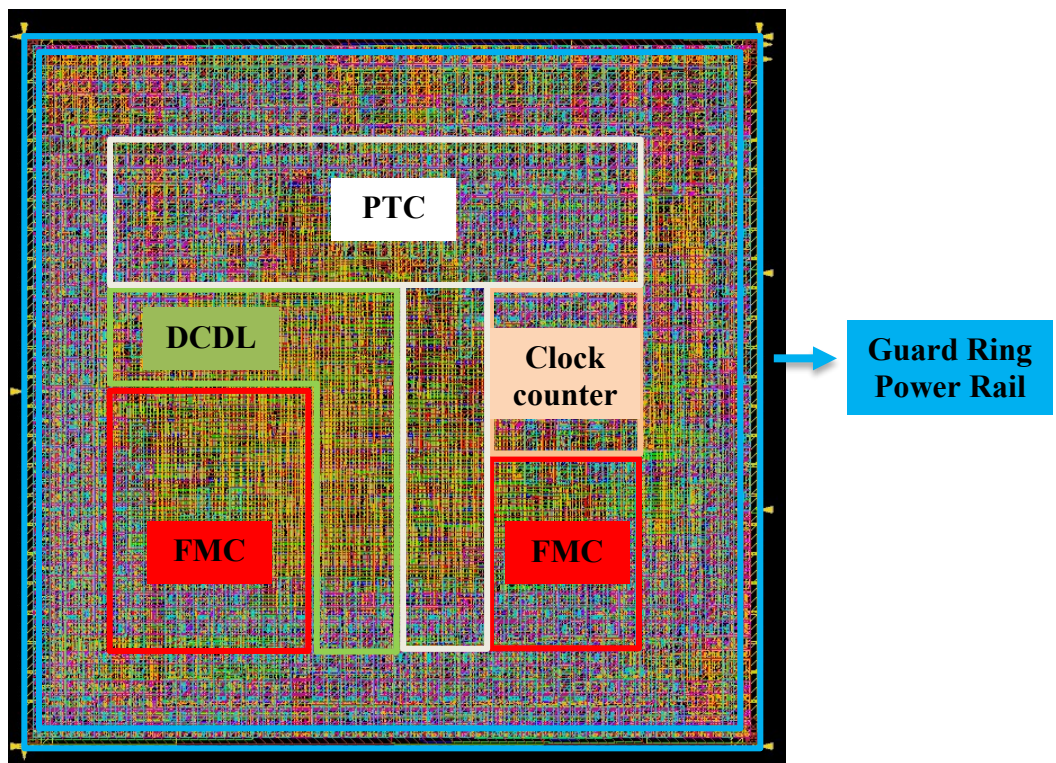 PTC
DCDL
Clock
counter
Guard Ring
Power Rail
FMC
FMC